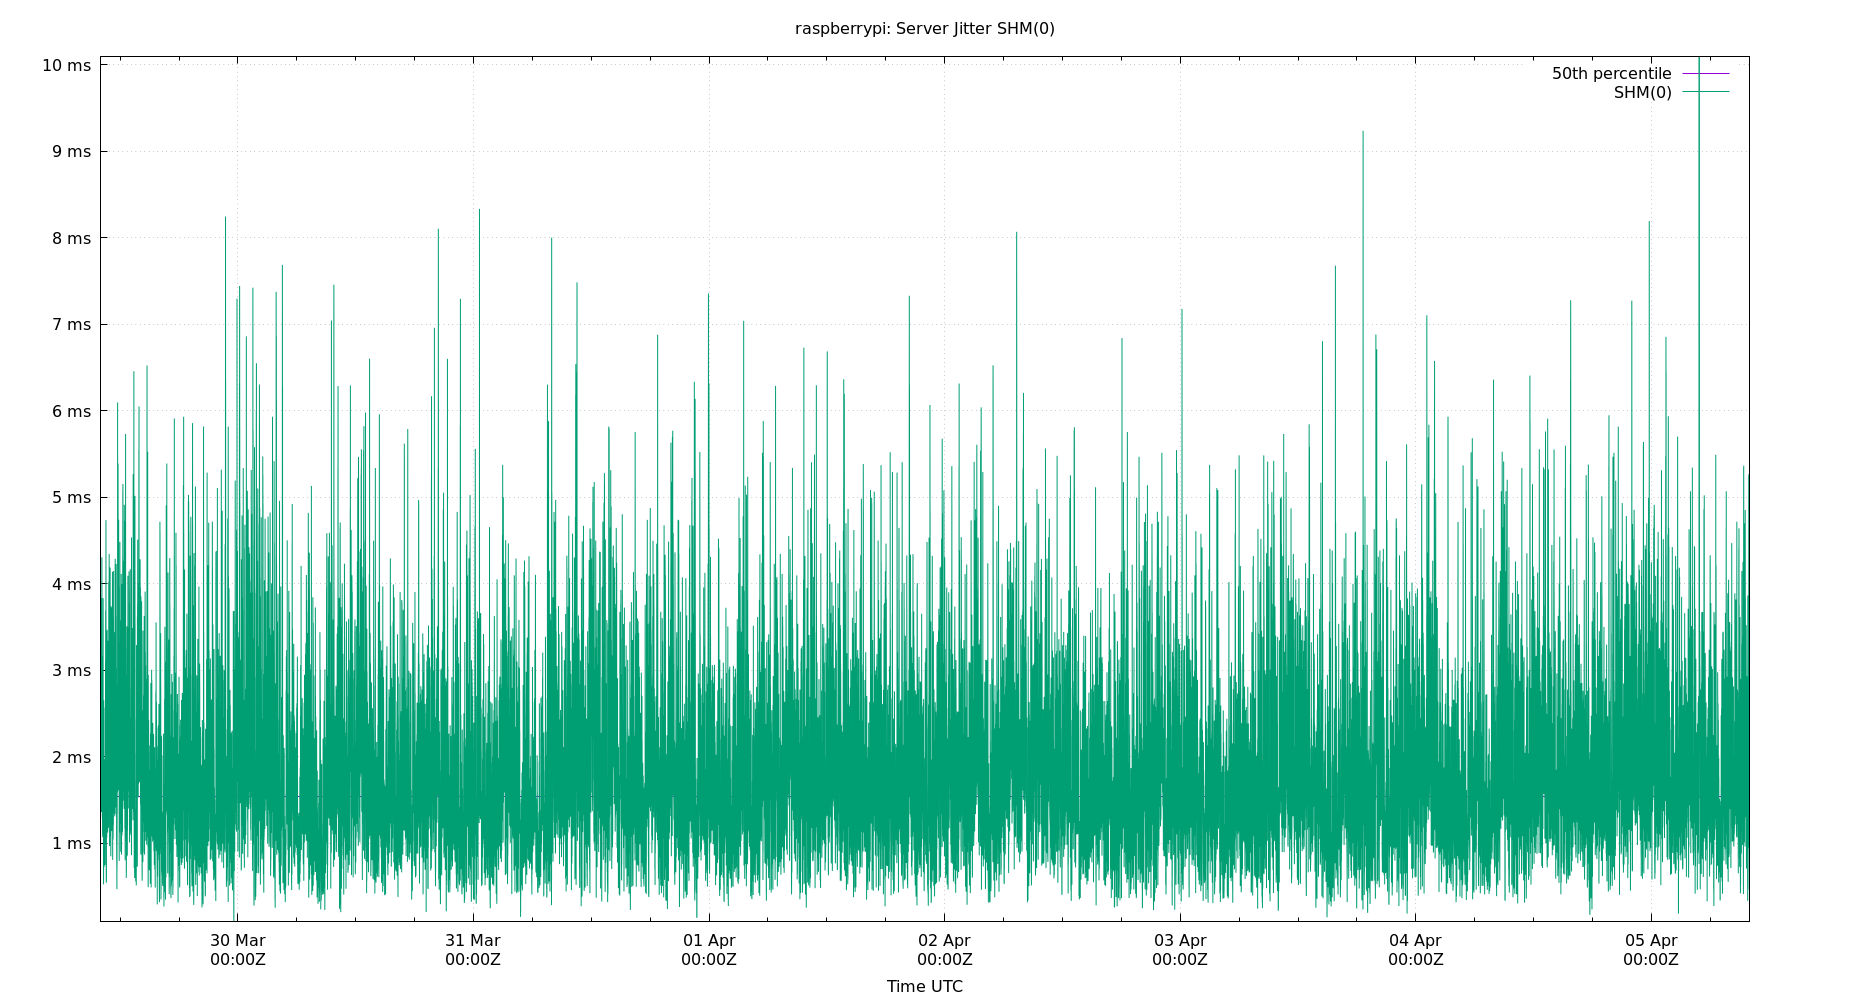 raspberrypi: Server Jitter SHM(0)
10 ms
9 ms
8 ms
7 ms
6 ms
5 ms
4 ms
3 ms
2 ms
1 ms
50th percentile
SHM(0)
30 Mar
00:00Z
31 Mar
00:00Z
01 Apr
00:00Z
02 Apr
00:00Z
03 Apr
00:00Z
04 Apr
00:00Z
05 Apr
00:00Z
Time UTC